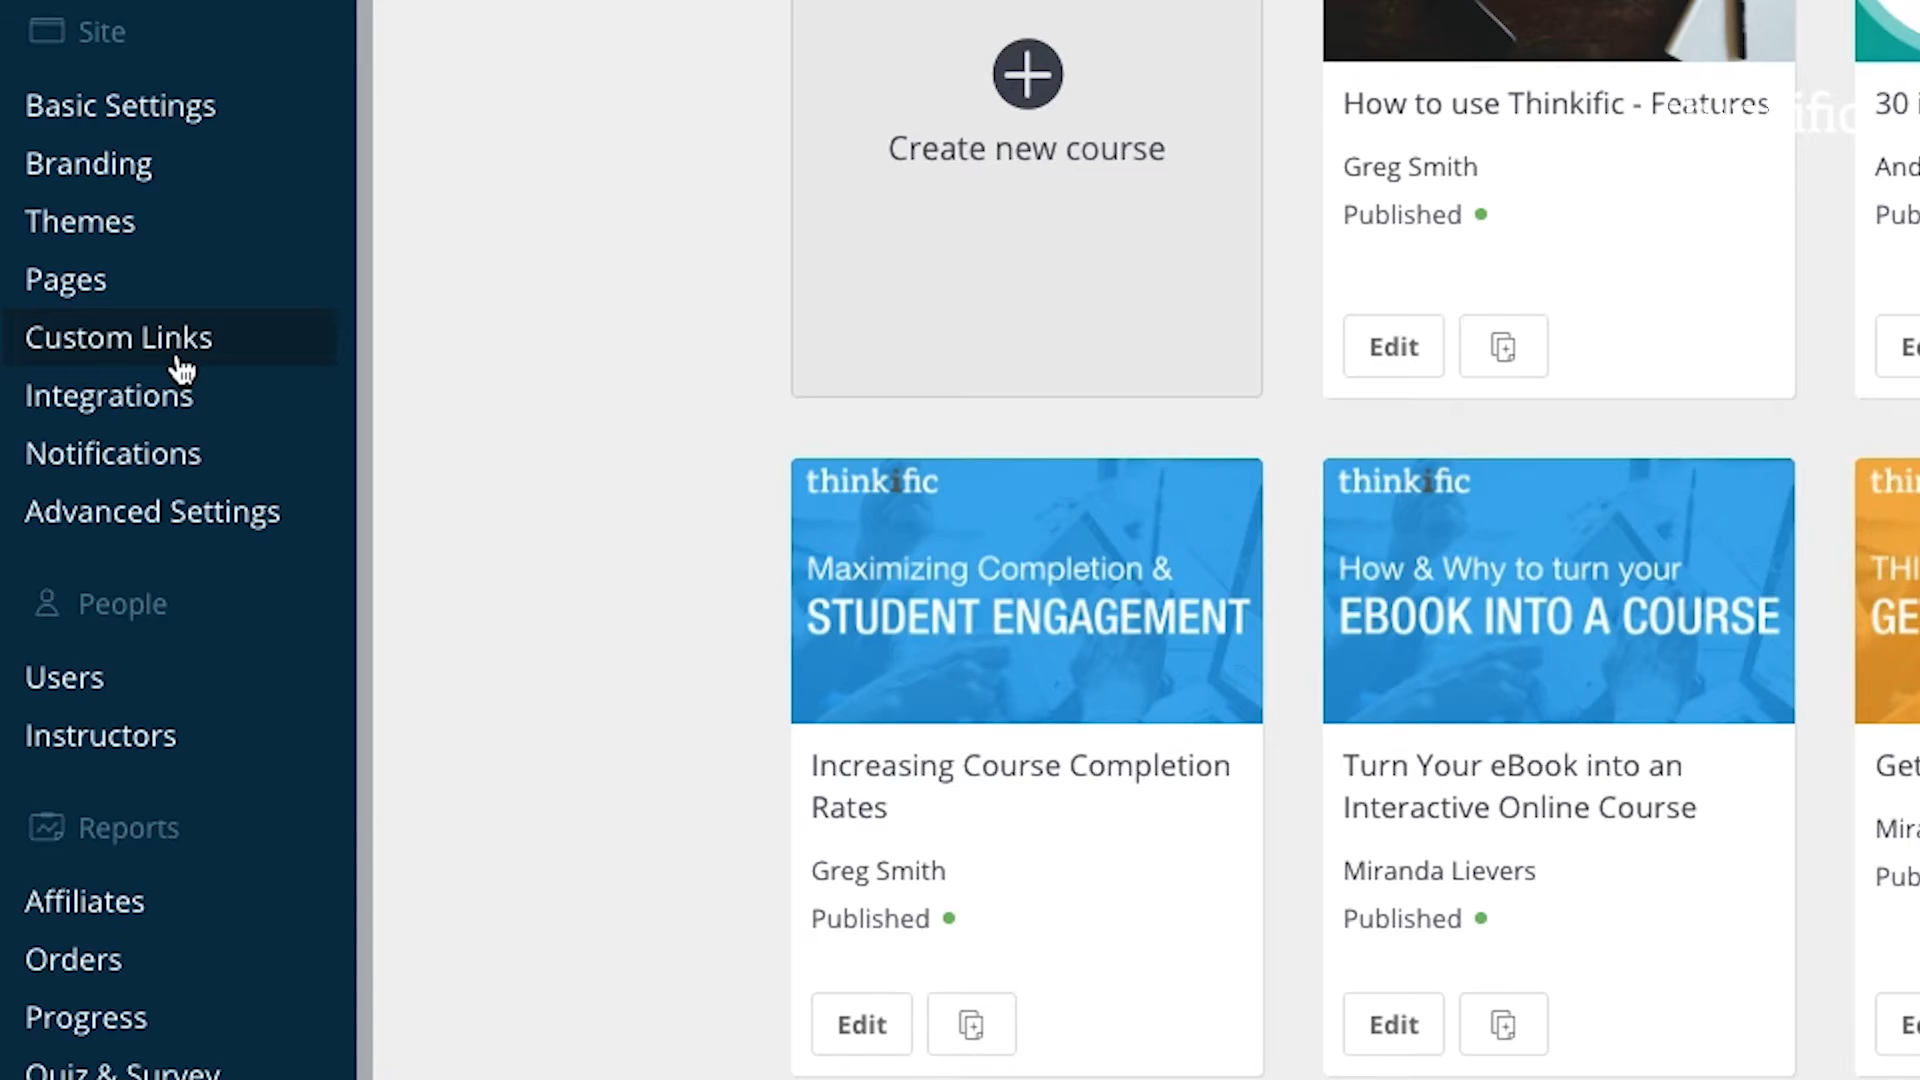 Site
Basic Settings
Branding
Themes
Pages
Custom Links
Integrations
Notifications
Advanced Settings
People
Users
Instructors
Reports
Affiliates
Orders
Progress
Quiz & Survey
Create new course
How to use Thinkific - Features
Greg Smith
Published
Edit
30
thinkific
Maximizing Completion &
STUDENT ENGAGEMENT
Increasing Course Completion
Rates
Greg Smith
Published
Edit
thinkific
How & Why to turn your
EBOOK INTO A COURSE
Turn Your eBook into an
Interactive Online Course
Miranda Lievers
Published
Edit